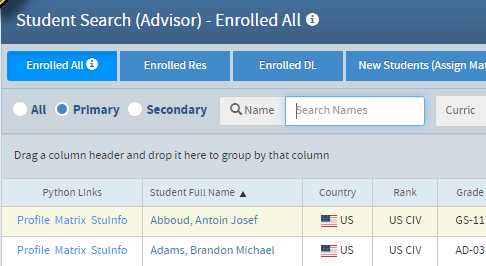 Student Search (Advisor) - Enrolled All
Enrolled All Enrolled Res Enrolled DL New Students (Assign Mat
All Primary Secondary Name Search Names Curric
Drag a column header and drop it here to group by that column
Python Links Student Full Name ▲ Country Rank Grade
Profile Matrix StuInfo Abboud, Antoin Josef US US CIV GS-11
Profile Matrix StuInfo Adams, Brandon Michael US US CIV AD-03